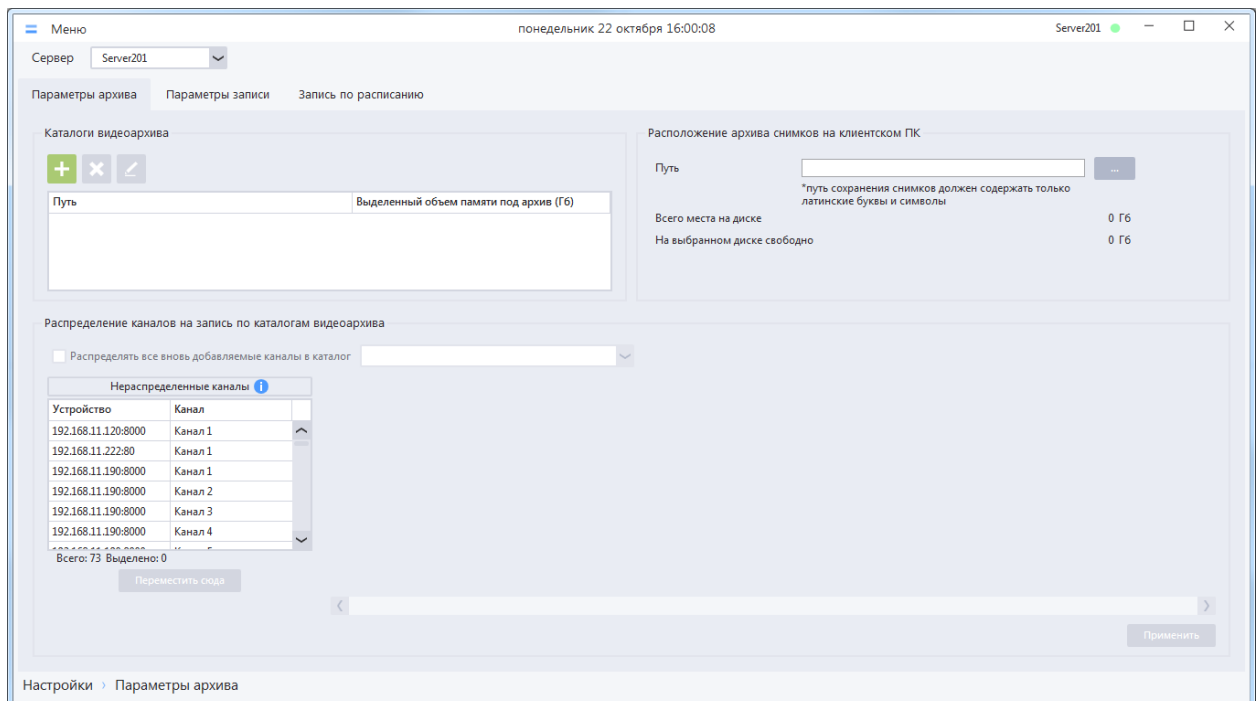 Меню
понедельник 22 октября 16:00:08
Server201
Сервер
Server201
Параметры архива
Параметры записи
Запись по расписанию
Каталоги видеоархива
Путь
Выделенный объем памяти под архив (Гб)
Расположение архива снимков на клиентском ПК
Путь
...
*путь сохранения снимков должен содержать только
латинские буквы и символы
Всего места на диске
0 Гб
На выбранном диске свободно
0 Гб
Распределение каналов на запись по каталогам видеоархива
Распределять все вновь добавляемые каналы в каталог
Нераспределенные каналы
Устройство Канал
192.168.11.120:8000 Канал 1
192.168.11.222:80 Канал 1
192.168.11.190:8000 Канал 1
192.168.11.190:8000 Канал 2
192.168.11.190:8000 Канал 3
192.168.11.190:8000 Канал 4
Всего: 73 Выделено: 0
Переместить сюда
Применить
Настройки › Параметры архива